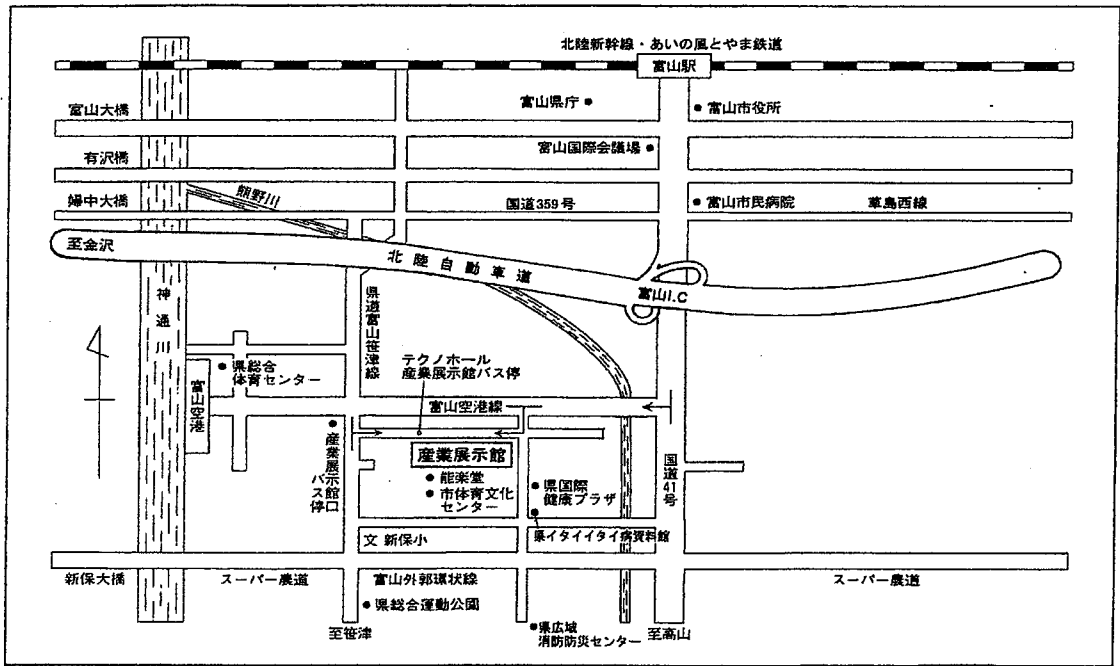 北陸新幹線・あいの風とやま鉄道
富山駅
富山県庁
富山市役所
富山大橋
富山国際会議場
有沢橋
熊野川
婦中大橋
国道359号
富山市民病院
草島西線
至金沢
北陸自動車道
富山I.C
神通川
県道富山笹津線
テクノホール
産業展示館バス停
県総合
体育センター
富山空港
富山空港線
産業展示館口
バス停
産業展示館
能楽堂
市体育文化
センター
県国際
健康プラザ
国道41号
県イタイイタイ病資料館
文 新保小
新保大橋
スーパー農道
富山外郭環状線
スーパー農道
県総合運動公園
至笹津
県広域
消防防災センター
至高山